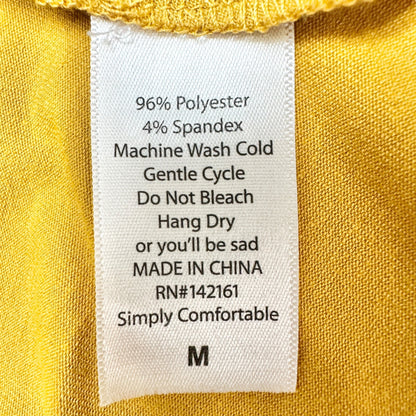 96% Polyester
4% Spandex
Machine Wash Cold
Gentle Cycle
Do Not Bleach
Hang Dry
or you'll be sad
MADE IN CHINA
RN#142161
Simply Comfortable
M